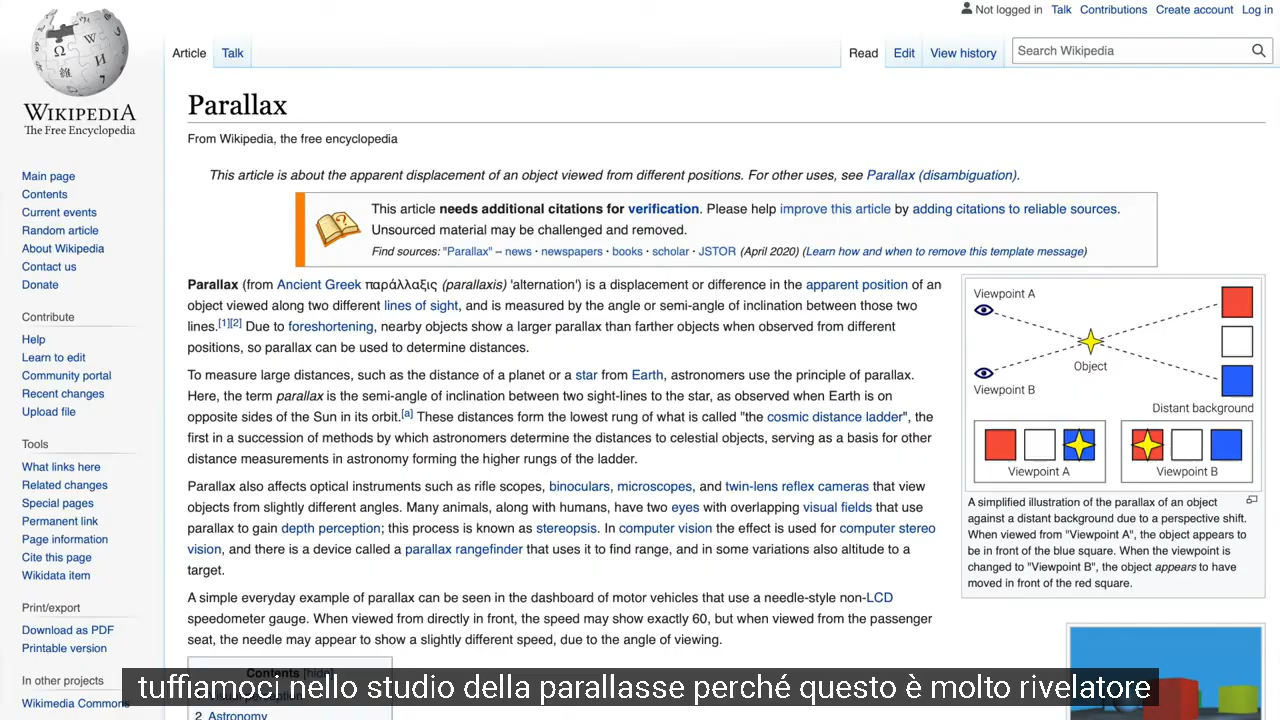 Not logged in Talk Contributions Create account Log in
Article Talk Read Edit View history Search Wikipedia
WIKIPEDIA
The Free Encyclopedia
Main page
Contents
Current events
Random article
About Wikipedia
Contact us
Donate
Contribute
Help
Learn to edit
Community portal
Recent changes
Upload file
Tools
What links here
Related changes
Special pages
Permanent link
Page information
Cite this page
Wikidata item
Print/export
Download as PDF
Printable version
In other projects
Wikimedia Commons
Parallax
From Wikipedia, the free encyclopedia
This article is about the apparent displacement of an object viewed from different positions. For other uses, see Parallax (disambiguation).
This article needs additional citations for verification. Please help improve this article by adding citations to reliable sources.
Unsourced material may be challenged and removed.
Find sources: "Parallax" – news · newspapers · books · scholar · JSTOR (April 2020) (Learn how and when to remove this template message)
Parallax (from Ancient Greek παράλλαξις (parallaxis) 'alternation') is a displacement or difference in the apparent position of an
object viewed along two different lines of sight, and is measured by the angle or semi-angle of inclination between those two
lines.[1][2] Due to foreshortening, nearby objects show a larger parallax than farther objects when observed from different
positions, so parallax can be used to determine distances.
To measure large distances, such as the distance of a planet or a star from Earth, astronomers use the principle of parallax.
Here, the term parallax is the semi-angle of inclination between two sight-lines to the star, as observed when Earth is on
opposite sides of the Sun in its orbit.[a] These distances form the lowest rung of what is called "the cosmic distance ladder", the
first in a succession of methods by which astronomers determine the distances to celestial objects, serving as a basis for other
distance measurements in astronomy forming the higher rungs of the ladder.
Parallax also affects optical instruments such as rifle scopes, binoculars, microscopes, and twin-lens reflex cameras that view
objects from slightly different angles. Many animals, along with humans, have two eyes with overlapping visual fields that use
parallax to gain depth perception; this process is known as stereopsis. In computer vision the effect is used for computer stereo
vision, and there is a device called a parallax rangefinder that uses it to find range, and in some variations also altitude to a
target.
A simple everyday example of parallax can be seen in the dashboard of motor vehicles that use a needle-style non-LCD
speedometer gauge. When viewed from directly in front, the speed may show exactly 60, but when viewed from the passenger
seat, the needle may appear to show a slightly different speed, due to the angle of viewing.
Contents [hide]
2 Astronomy
Viewpoint A
Object
Viewpoint B
Distant background
Viewpoint A Viewpoint B
A simplified illustration of the parallax of an object
against a distant background due to a perspective shift.
When viewed from "Viewpoint A", the object appears to
be in front of the blue square. When the viewpoint is
changed to "Viewpoint B", the object appears to have
moved in front of the red square.
tuffiamoci nello studio della parallasse perché questo è molto rivelatore